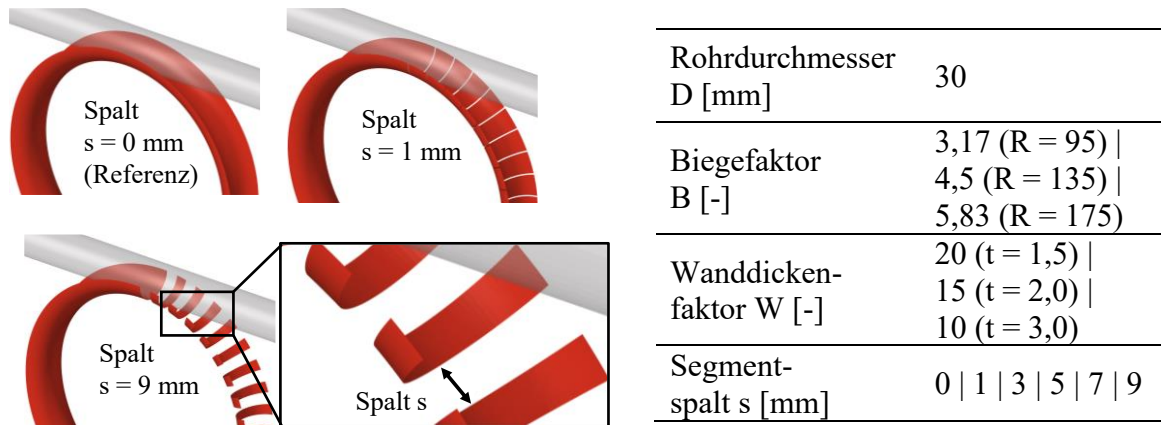 Spalt
s = 0 mm
(Referenz)
Spalt
s = 1 mm
Spalt
s = 9 mm
Spalt s
Rohrdurchmesser
D [mm]
30
Biegefaktor
B [-]
3,17 (R = 95) |
4,5 (R = 135) |
5,83 (R = 175)
Wanddicken-
faktor W [-]
20 (t = 1,5) |
15 (t = 2,0) |
10 (t = 3,0)
Segment-
spalt s [mm]
0 | 1 | 3 | 5 | 7 | 9